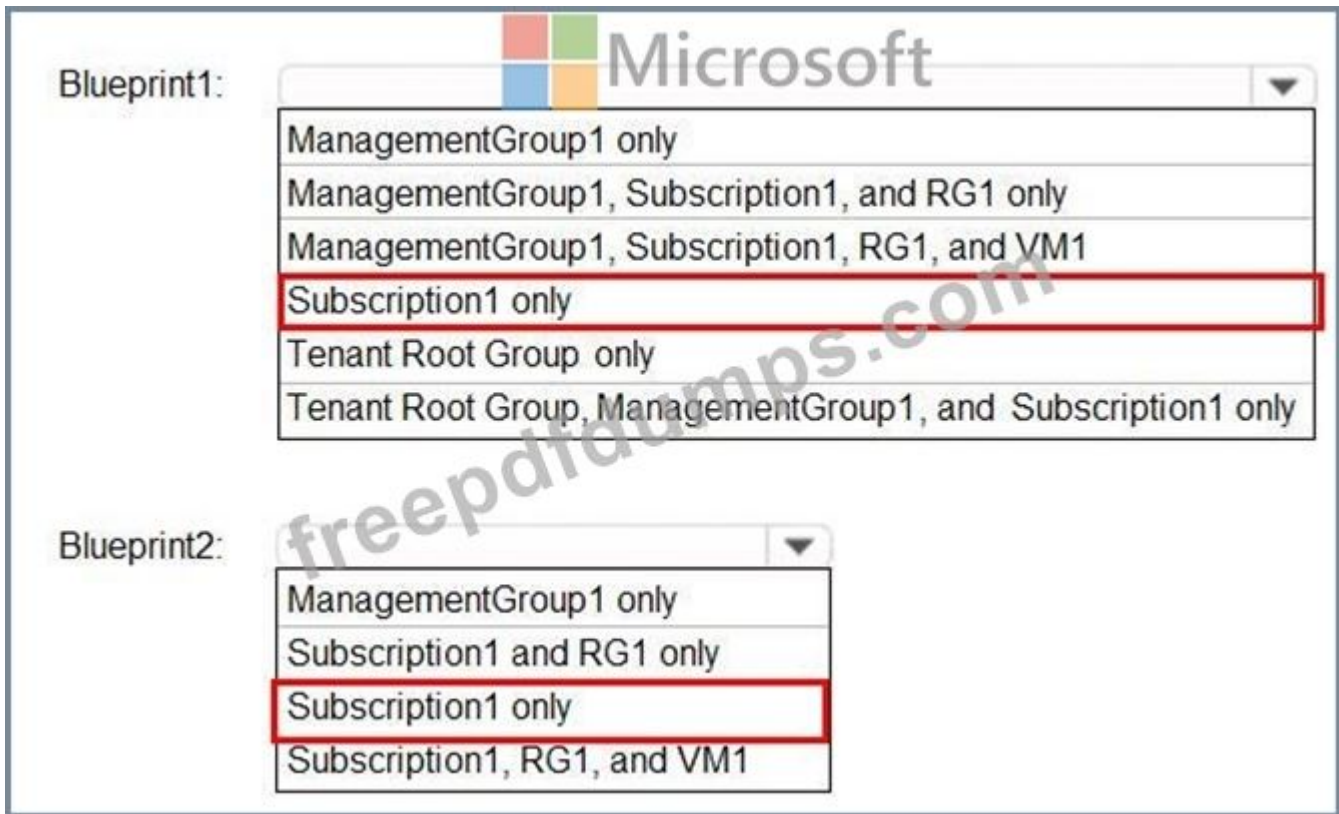 Microsoft
Blueprint1:
ManagementGroup1 only
ManagementGroup1, Subscription1, and RG1 only
ManagementGroup1, Subscription1, RG1, and VM1
Subscription1 only
Tenant Root Group only
Tenant Root Group, ManagementGroup1, and Subscription1 only
freepdfdumps.com
Blueprint2:
ManagementGroup1 only
Subscription1 and RG1 only
Subscription1 only
Subscription1, RG1, and VM1